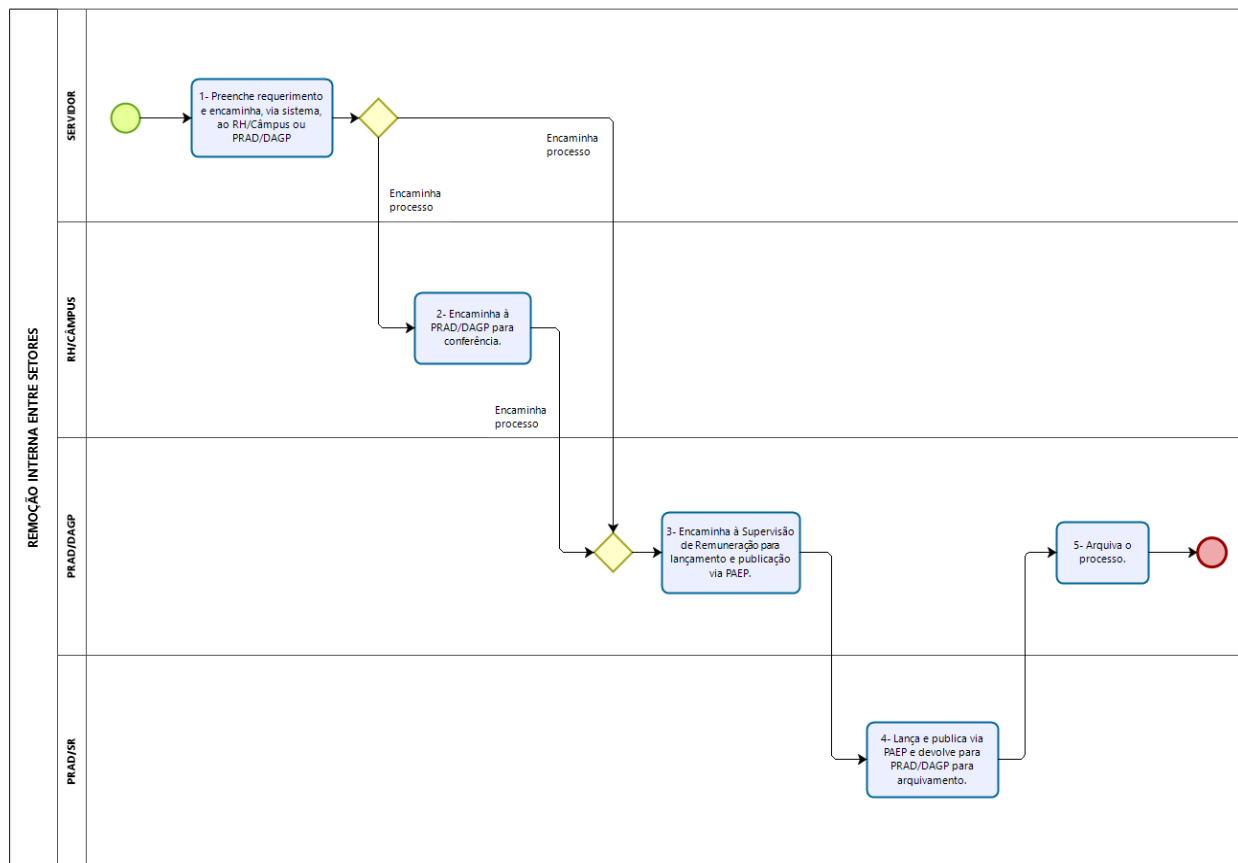 REMOÇÃO INTERNA ENTRE SETORES
SERVIDOR
1- Preenche requerimento
e encaminha, via sistema,
ao RH/Câmpus ou
PRAD/DAGP
Encaminha
processo
Encaminha
processo
RH/CÂMPUS
2- Encaminha à
PRAD/DAGP para
conferência.
Encaminha
processo
PRAD/DAGP
3- Encaminha à Supervisão
de Remuneração para
lançamento e publicação
via PAEP.
5- Arquiva o
processo.
PRAD/SR
4- Lança e publica via
PAEP e devolve para
PRAD/DAGP para
arquivamento.